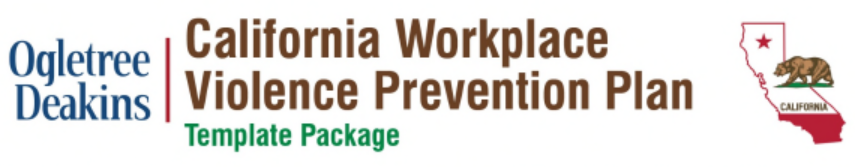 Ogletree
Deakins
California Workplace
Violence Prevention Plan
Template Package
CALIFORNIA